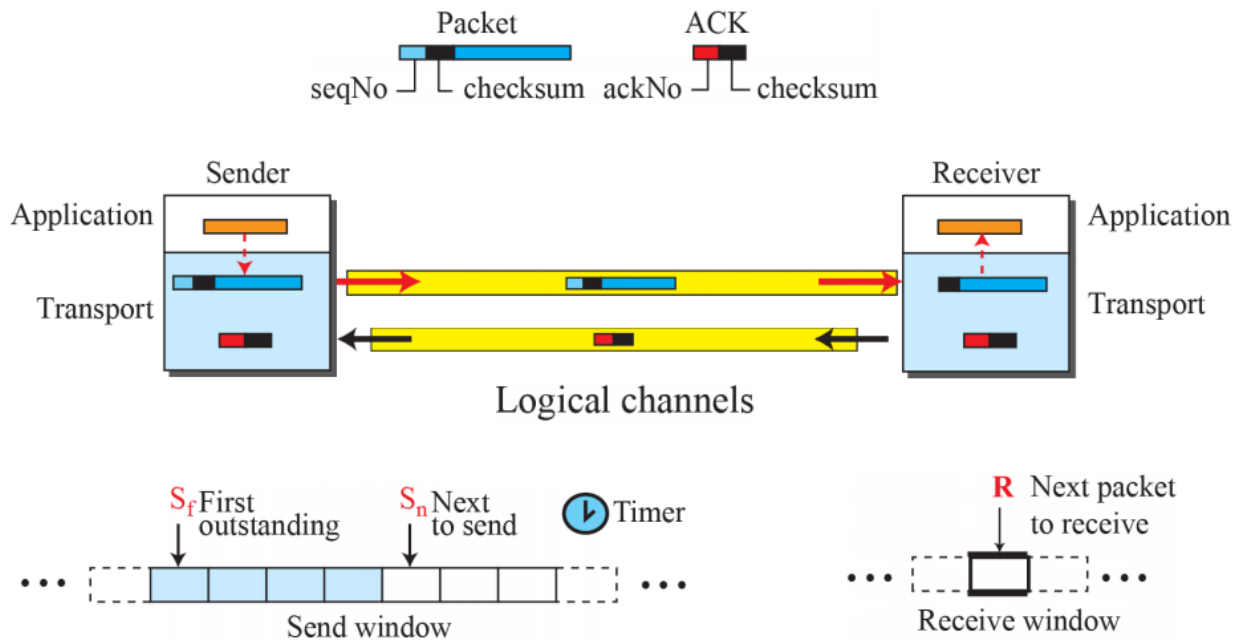 Packet
ACK
seqNo
checksum
ackNo
checksum
Sender
Receiver
Application
Application
Transport
Transport
Logical channels
Sf First
outstanding
Sn Next
to send
Timer
R Next packet
to receive
Send window
Receive window